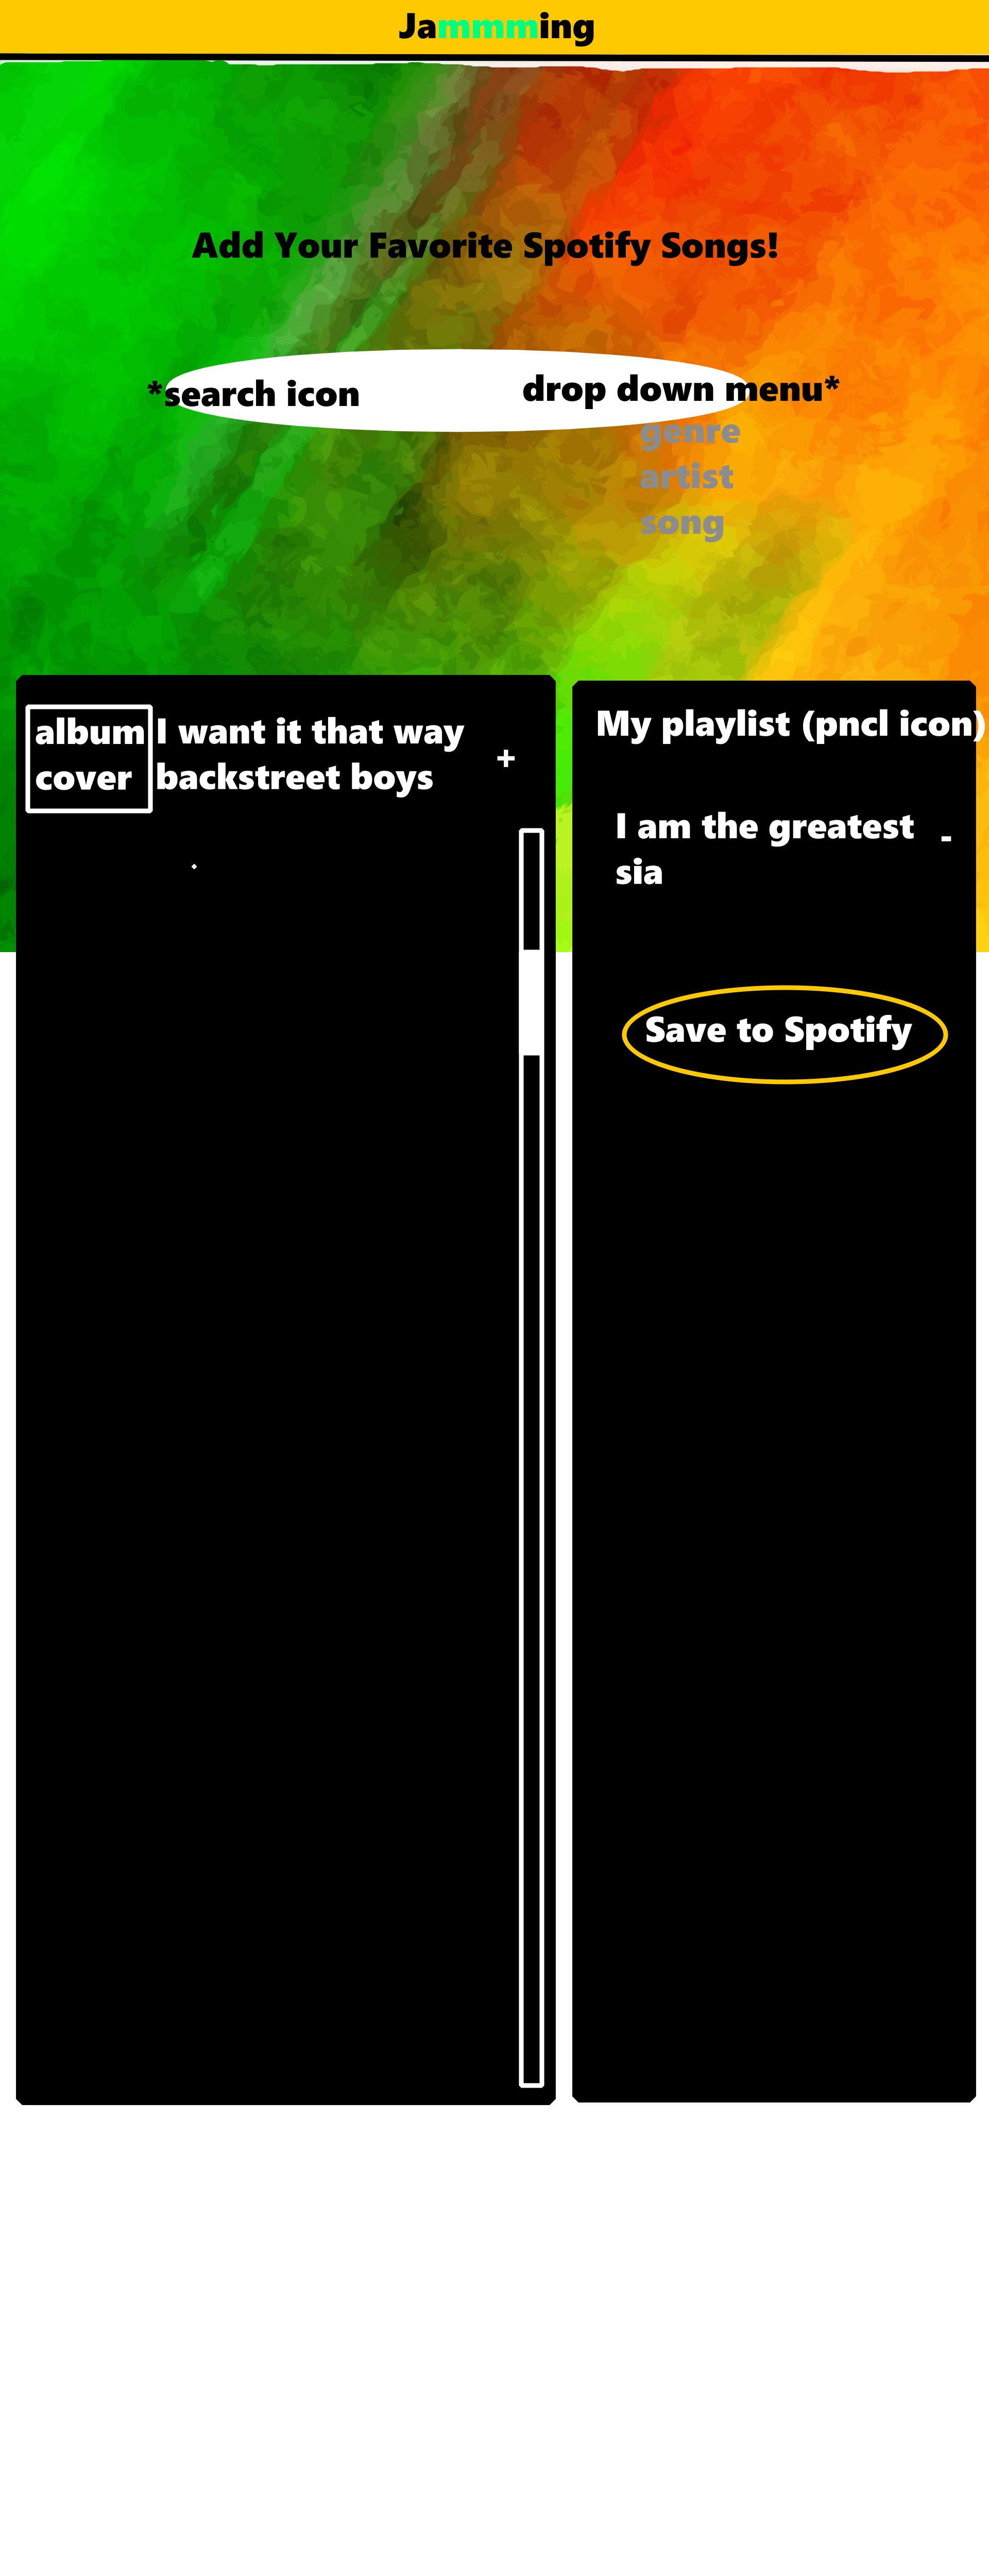 Jammming
Add Your Favorite Spotify Songs!
*search icon
drop down menu*
genre
artist
song
album
cover
I want it that way
backstreet boys
+
My playlist (pncl icon)
I am the greatest -
sia
Save to Spotify